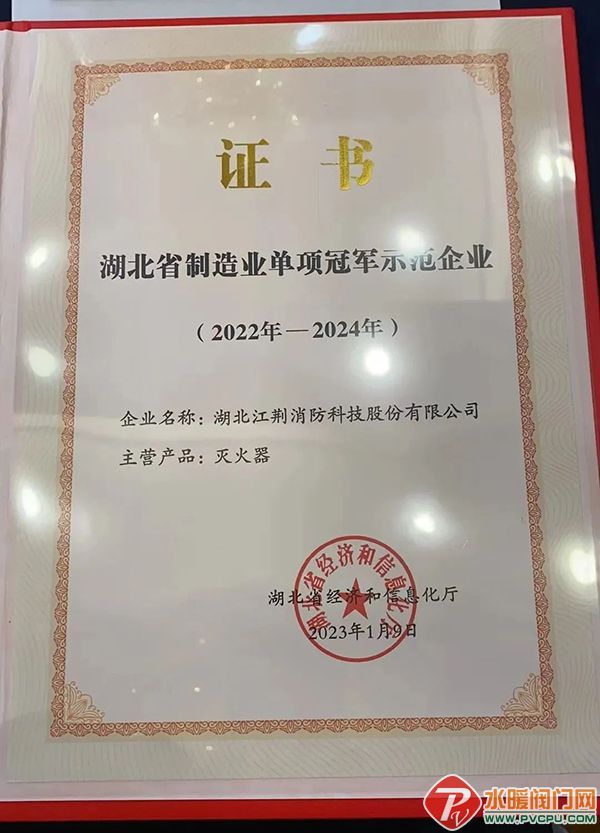 证 书
湖北省制造业单项冠军示范企业
（2022年—2024年）
企业名称：湖北江荆消防科技股份有限公司
主营产品：灭火器
湖北省经济和信息化厅
湖北省经济和信息化厅
2023年1月9日
水暖阀门网
WWW.PVCPU.COM